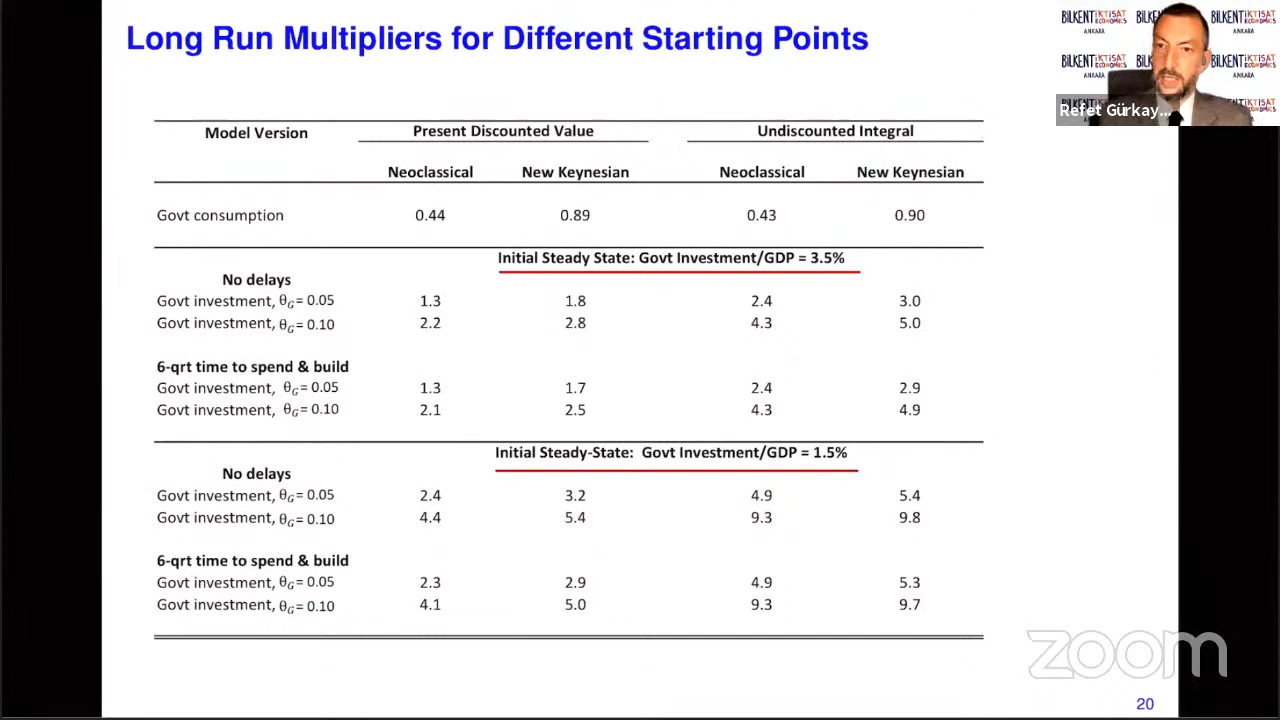 Long Run Multipliers for Different Starting Points
BİLKENT İKTİSAT ECONOMICS
ANKARA
Refet Gürkay...
Model Version Present Discounted Value Undiscounted Integral
Neoclassical New Keynesian Neoclassical New Keynesian
Govt consumption 0.44 0.89 0.43 0.90
Initial Steady State: Govt Investment/GDP = 3.5%
No delays
Govt investment, θG = 0.05 1.3 1.8 2.4 3.0
Govt investment, θG = 0.10 2.2 2.8 4.3 5.0
6-qrt time to spend & build
Govt investment, θG = 0.05 1.3 1.7 2.4 2.9
Govt investment, θG = 0.10 2.1 2.5 4.3 4.9
Initial Steady-State: Govt Investment/GDP = 1.5%
No delays
Govt investment, θG = 0.05 2.4 3.2 4.9 5.4
Govt investment, θG = 0.10 4.4 5.4 9.3 9.8
6-qrt time to spend & build
Govt investment, θG = 0.05 2.3 2.9 4.9 5.3
Govt investment, θG = 0.10 4.1 5.0 9.3 9.7
zoom
20